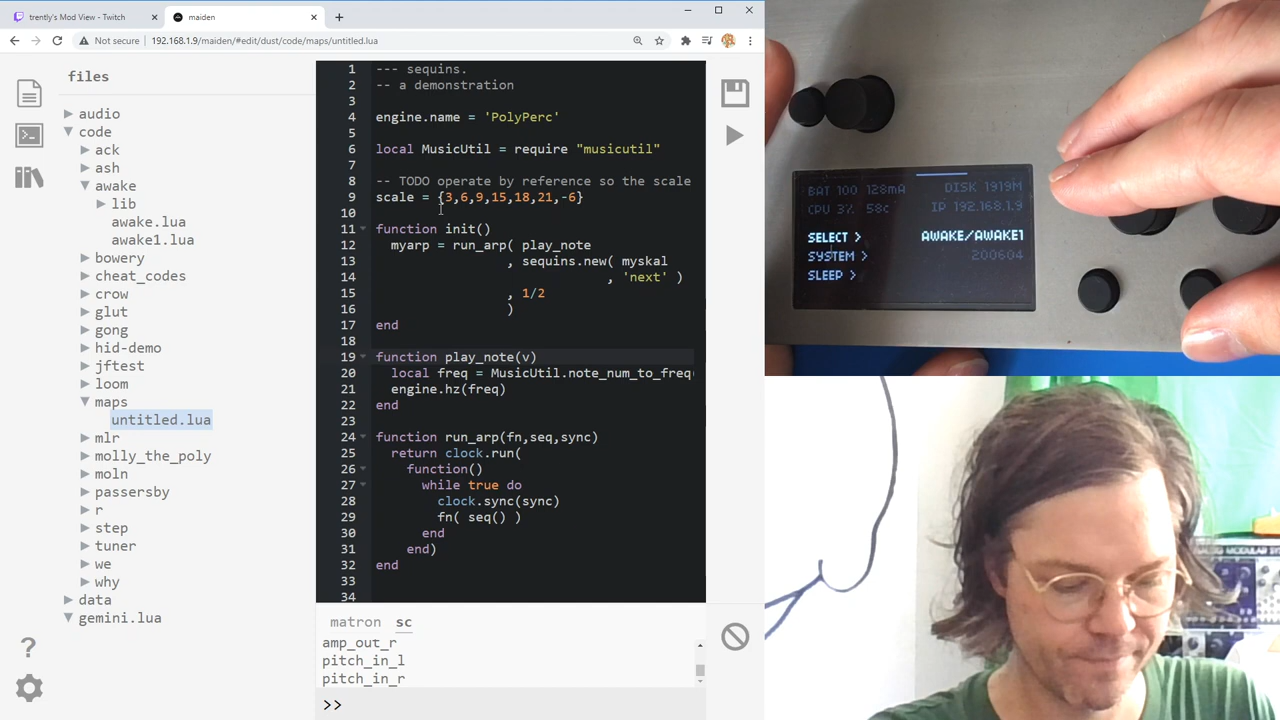 trently's Mod View - Twitch
maiden
Not secure
192.168.1.9/maiden/#edit/dust/code/maps/untitled.lua
files
audio
code
ack
ash
awake
lib
awake.lua
awake1.lua
bowery
cheat_codes
crow
glut
gong
hid-demo
jftest
loom
maps
untitled.lua
mlr
molly_the_poly
moln
passersby
r
step
tuner
we
why
data
gemini.lua
?
1 --- sequins.
2 -- a demonstration
3
4 engine.name = 'PolyPerc'
5
6 local MusicUtil = require "musicutil"
7
8 -- TODO operate by reference so the scale
9 scale = {3,6,9,15,18,21,-6}
10
11 function init()
12 myarp = run_arp( play_note
13 , sequins.new( myskal
14 , 'next' )
15 , 1/2
16 )
17 end
18
19 function play_note(v)
20 local freq = MusicUtil.note_num_to_freq(
21 engine.hz(freq)
22 end
23
24 function run_arp(fn,seq,sync)
25 return clock.run(
26 function()
27 while true do
28 clock.sync(sync)
29 fn( seq() )
30 end
31 end)
32 end
33
34
matron sc
amp_out_r
pitch_in_l
pitch_in_r
>>
BAT 100 128mA DISK 1919M
CPU 3% 58c IP 192.168.1.9
SELECT > AWAKE/AWAKE1
SYSTEM > 200604
SLEEP >